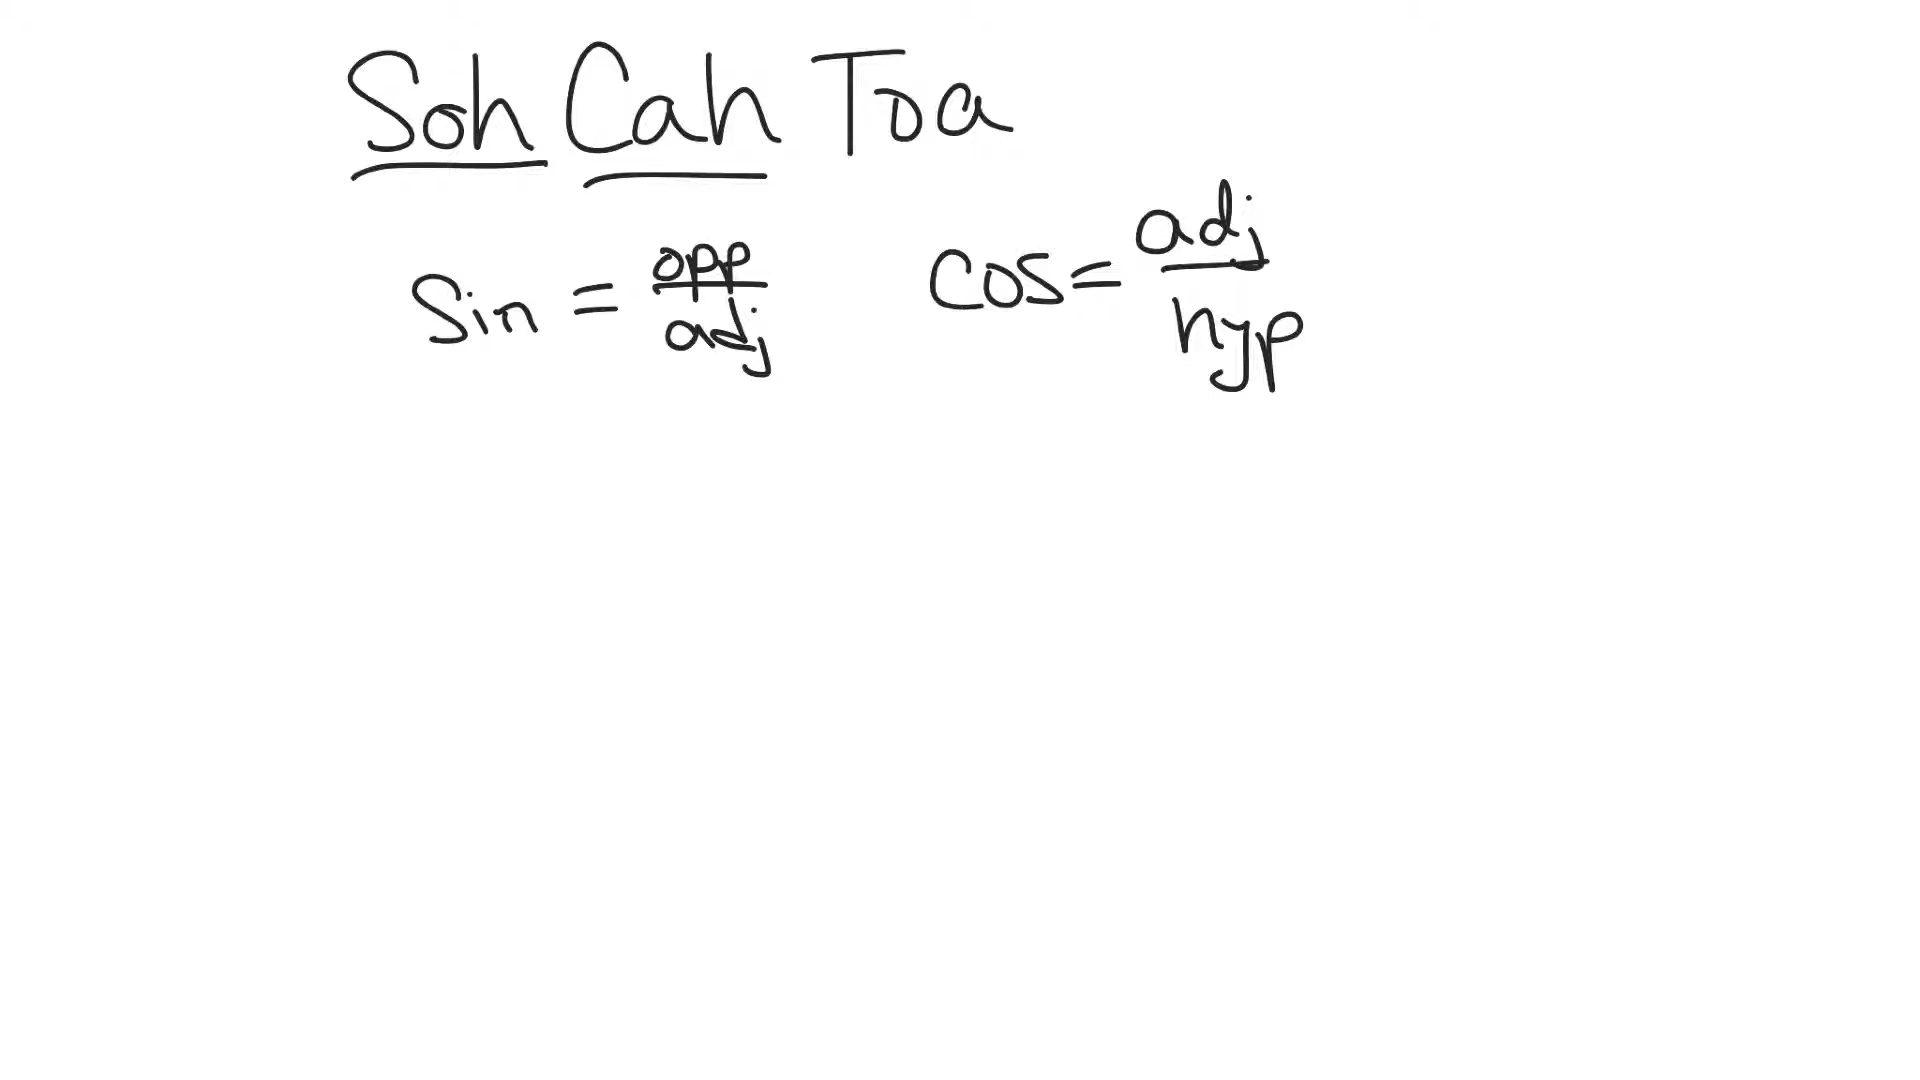 Soh Cah Toa
Sin = opp/adj
Cos = adj/hyp